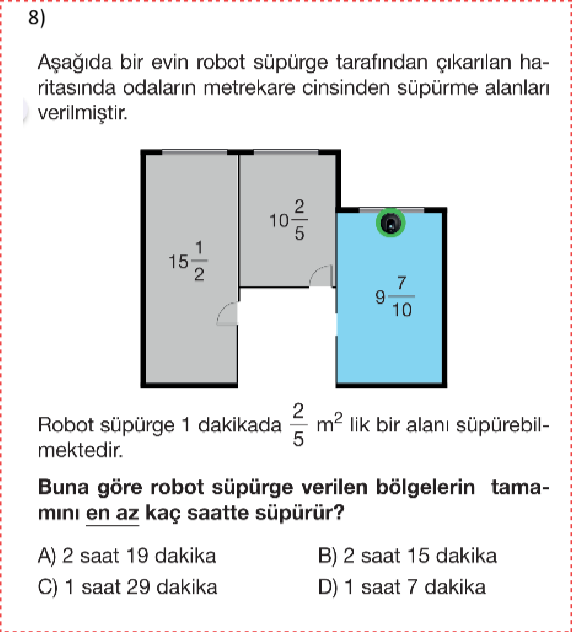 8)
Aşağıda bir evin robot süpürge tarafından çıkarılan ha-
ritasında odaların metrekare cinsinden süpürme alanları
verilmiştir.
15 1/2
10 2/5
9 7/10
Robot süpürge 1 dakikada 2/5 m² lik bir alanı süpürebil-
mektedir.
Buna göre robot süpürge verilen bölgelerin tama-
mını en az kaç saatte süpürür?
A) 2 saat 19 dakika B) 2 saat 15 dakika
C) 1 saat 29 dakika D) 1 saat 7 dakika